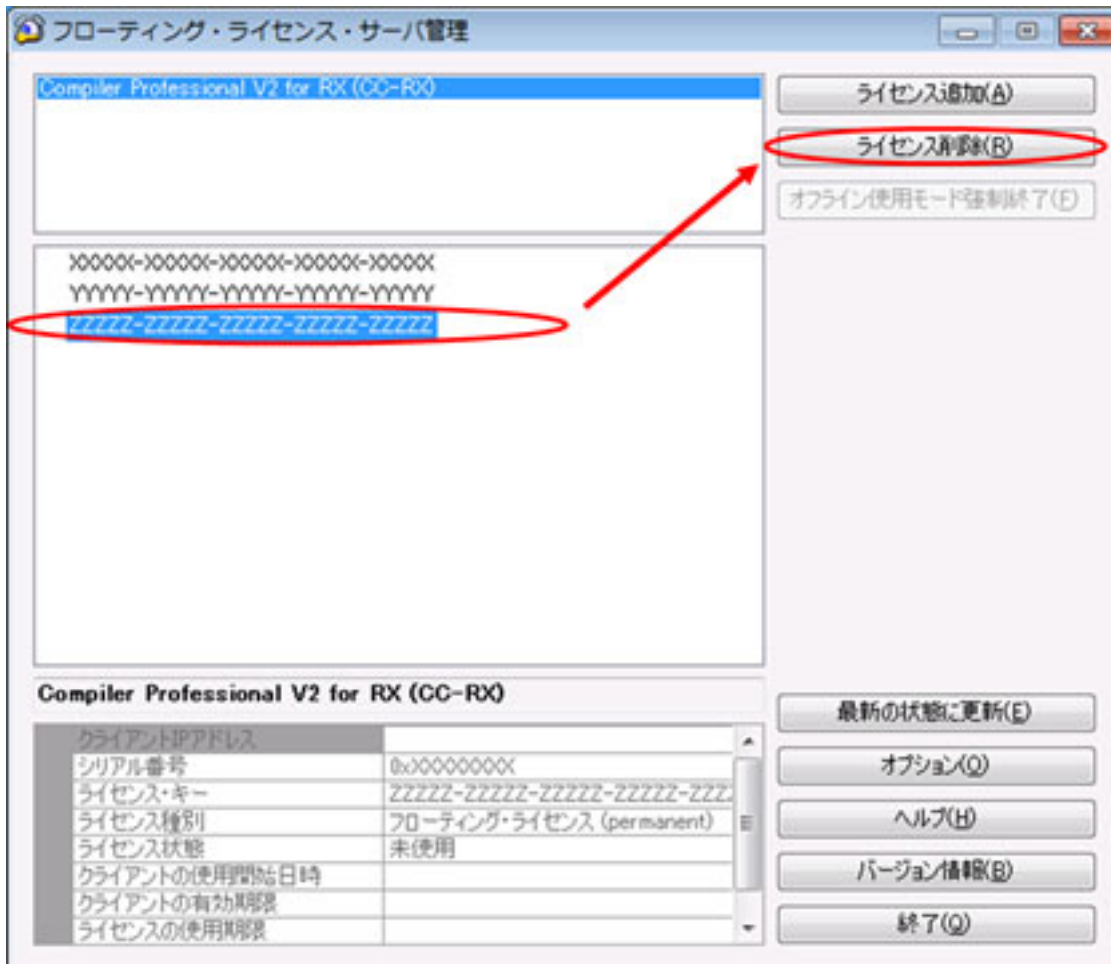 フローティング・ライセンス・サーバ管理
Compiler Professional V2 for RX (CC-RX)
ライセンス追加(A)
ライセンス削除(R)
オフライン使用モード強制終了(F)
XXXXX-XXXXX-XXXXX-XXXXX-XXXXX
YYYYY-YYYYY-YYYYY-YYYYY-YYYYY
ZZZZZ-ZZZZZ-ZZZZZ-ZZZZZ-ZZZZZ
Compiler Professional V2 for RX (CC-RX)
クライアントIPアドレス
シリアル番号 0xXXXXXXXX
ライセンス・キー ZZZZZ-ZZZZZ-ZZZZZ-ZZZZZ-ZZZZ
ライセンス種別 フローティング・ライセンス (permanent)
ライセンス状態 未使用
クライアントの使用開始日時
クライアントの有効期限
ライセンスの使用期限
最新の状態に更新(E)
オプション(O)
ヘルプ(H)
バージョン情報(B)
終了(Q)